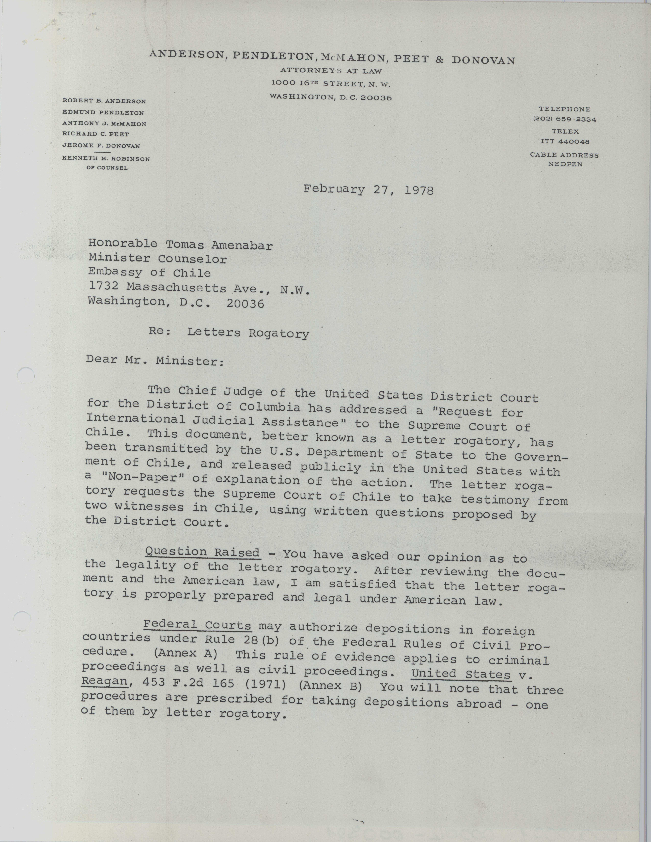 ANDERSON, PENDLETON, McMAHON, PEET & DONOVAN
ATTORNEYS AT LAW
1000 16TH STREET, N. W.
WASHINGTON, D. C. 20036
ROBERT B. ANDERSON
EDMUND PENDLETON
ANTHONY J. McMAHON
RICHARD C. PEET
JEROME F. DONOVAN
KENNETH M. ROBINSON
OF COUNSEL
TELEPHONE
(202) 659-2334
TELEX
ITT 440048
CABLE ADDRESS
NEDPEN
February 27, 1978
Honorable Tomas Amenabar
Minister Counselor
Embassy of Chile
1732 Massachusetts Ave., N.W.
Washington, D.C. 20036
Re: Letters Rogatory
Dear Mr. Minister:
The Chief Judge of the United States District Court
for the District of Columbia has addressed a "Request for
International Judicial Assistance" to the Supreme Court of
Chile. This document, better known as a letter rogatory, has
been transmitted by the U.S. Department of State to the Govern-
ment of Chile, and released publicly in the United States with
a "Non-Paper" of explanation of the action. The letter roga-
tory requests the Supreme Court of Chile to take testimony from
two witnesses in Chile, using written questions proposed by
the District Court.
Question Raised - You have asked our opinion as to
the legality of the letter rogatory. After reviewing the docu-
ment and the American law, I am satisfied that the letter roga-
tory is properly prepared and legal under American law.
Federal Courts may authorize depositions in foreign
countries under Rule 28(b) of the Federal Rules of Civil Pro-
cedure. (Annex A) This rule of evidence applies to criminal
proceedings as well as civil proceedings. United States v.
Reagan, 453 F.2d 165 (1971) (Annex B) You will note that three
procedures are prescribed for taking depositions abroad - one
of them by letter rogatory.